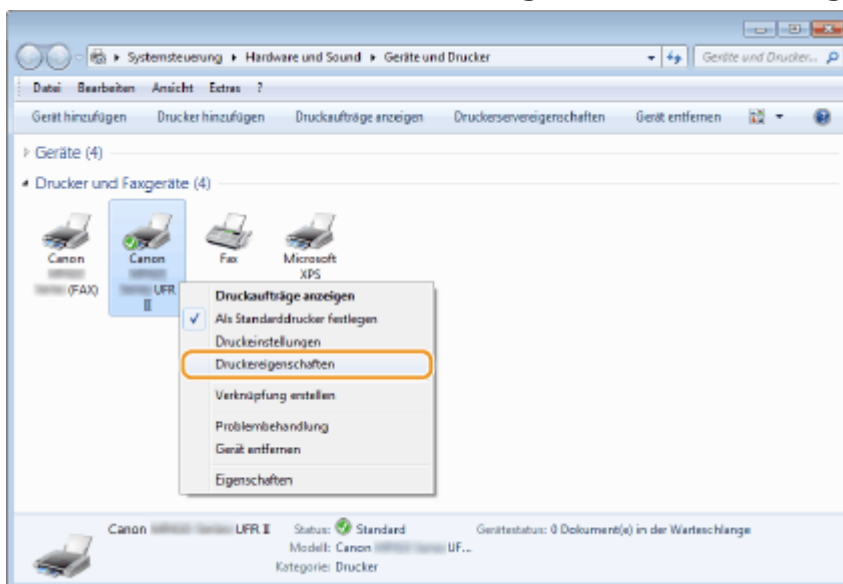 Systemsteuerung ▸ Hardware und Sound ▸ Geräte und Drucker
Geräte und Drucker...
Datei Bearbeiten Ansicht Extras ?
Gerät hinzufügen Drucker hinzufügen Druckaufträge anzeigen Druckerservereigenschaften Gerät entfernen
Geräte (4)
Drucker und Faxgeräte (4)
Canon
(FAX)
Canon
UFR
II
Fax
Microsoft
XPS
Druckaufträge anzeigen
Als Standarddrucker festlegen
Druckeinstellungen
Druckereigenschaften
Verknüpfung erstellen
Problembehandlung
Gerät entfernen
Eigenschaften
Canon UFR II Status: Standard Gerätestatus: 0 Dokument(e) in der Warteschlange
Modell: Canon UF...
Kategorie: Drucker